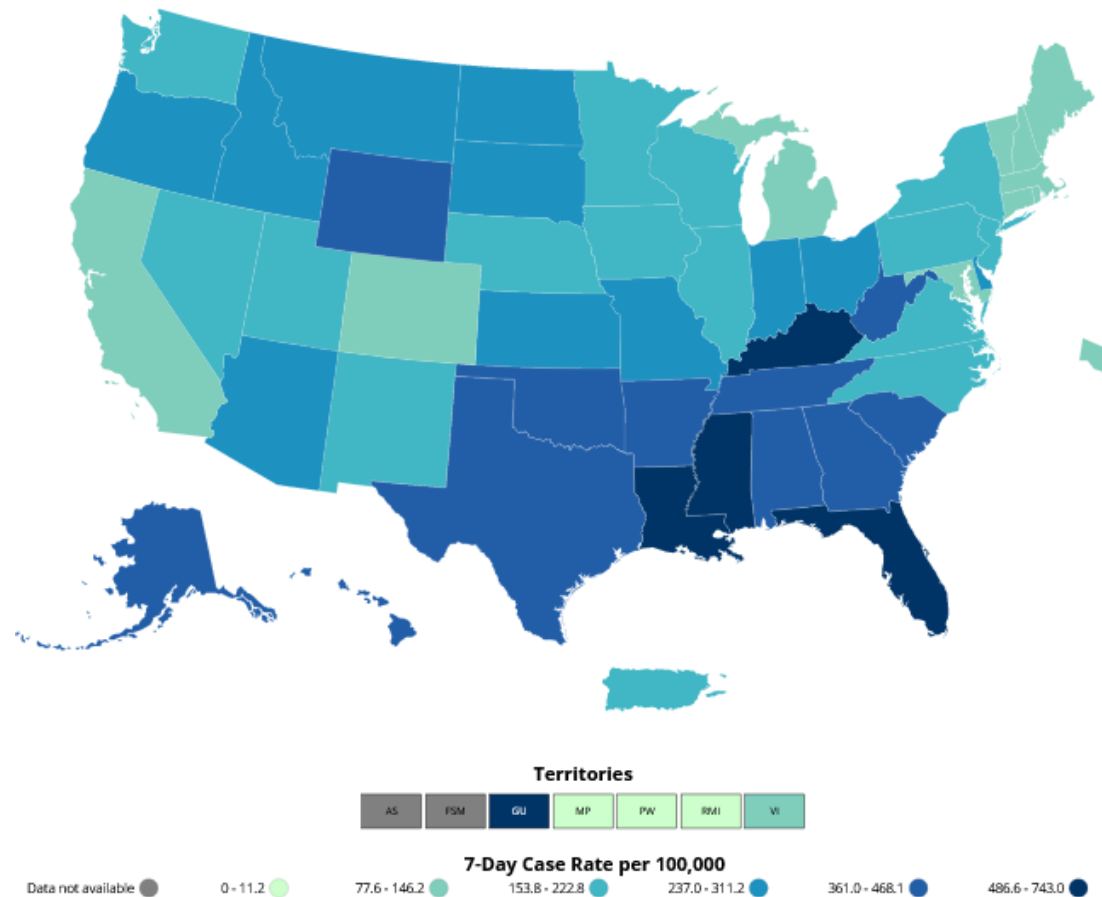 Territories
AS FSM GU MP PW RMI VI
7-Day Case Rate per 100,000
Data not available 0 - 11.2 77.6 - 146.2 153.8 - 222.8 237.0 - 311.2 361.0 - 468.1 486.6 - 743.0